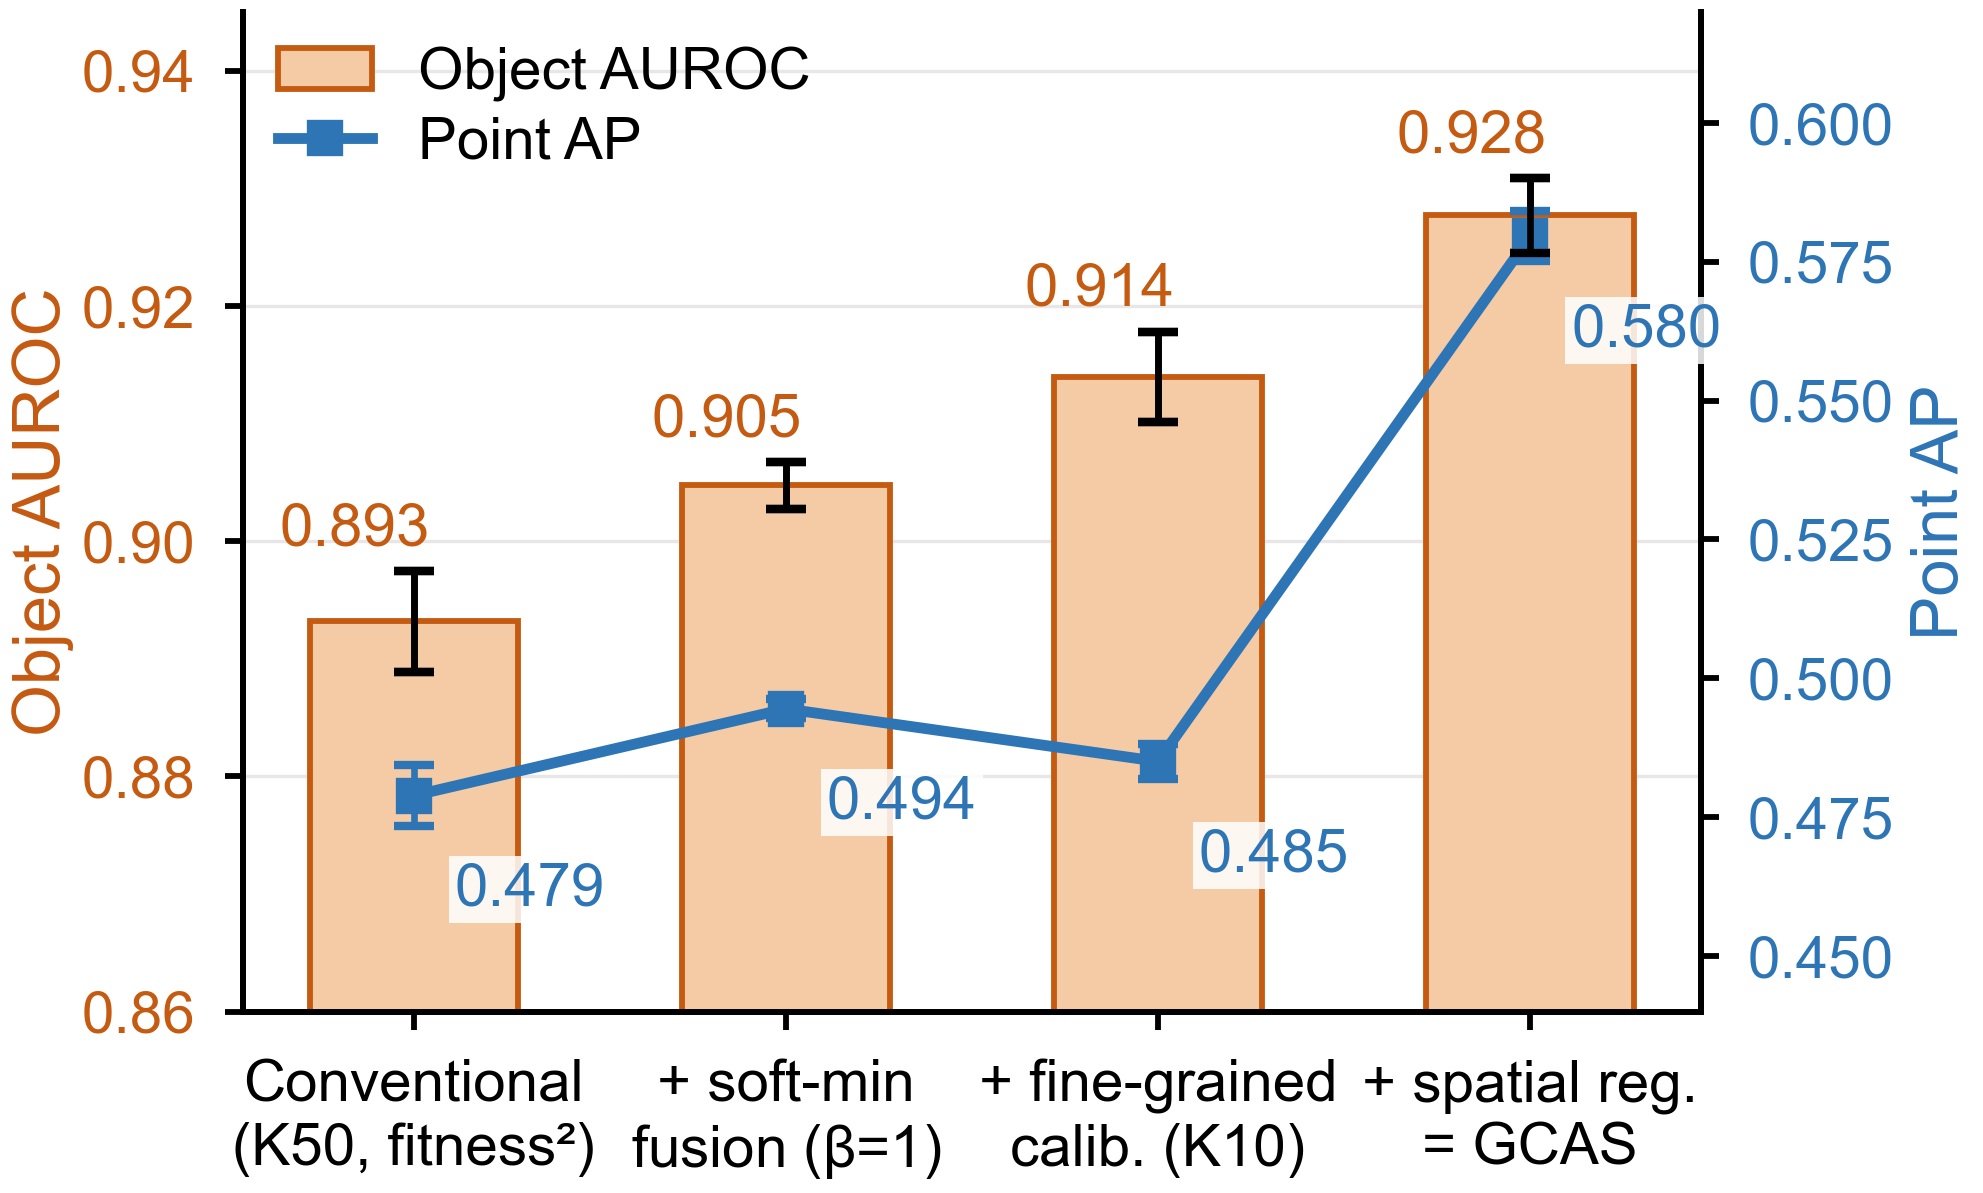 Object AUROC
Point AP
0.94
0.92
0.90
0.88
0.86
Object AUROC
0.600
0.575
0.550
0.525
0.500
0.475
0.450
Point AP
0.893
0.905
0.914
0.928
0.479
0.494
0.485
0.580
Conventional
(K50, fitness²)
+ soft-min
fusion (β=1)
+ fine-grained
calib. (K10)
+ spatial reg.
= GCAS